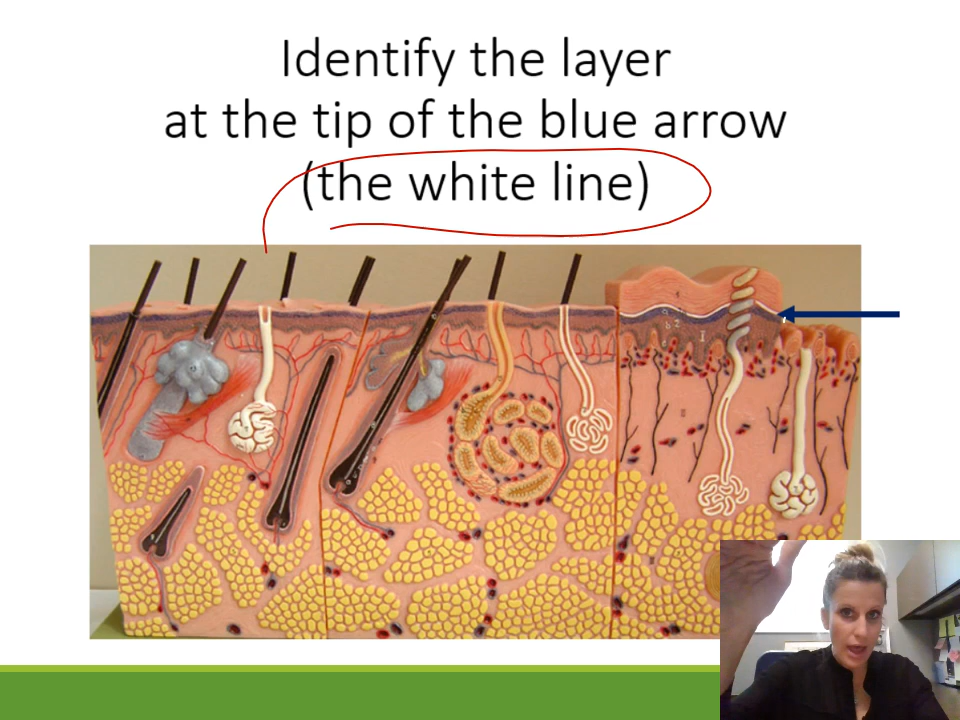 Identify the layer
at the tip of the blue arrow
(the white line)